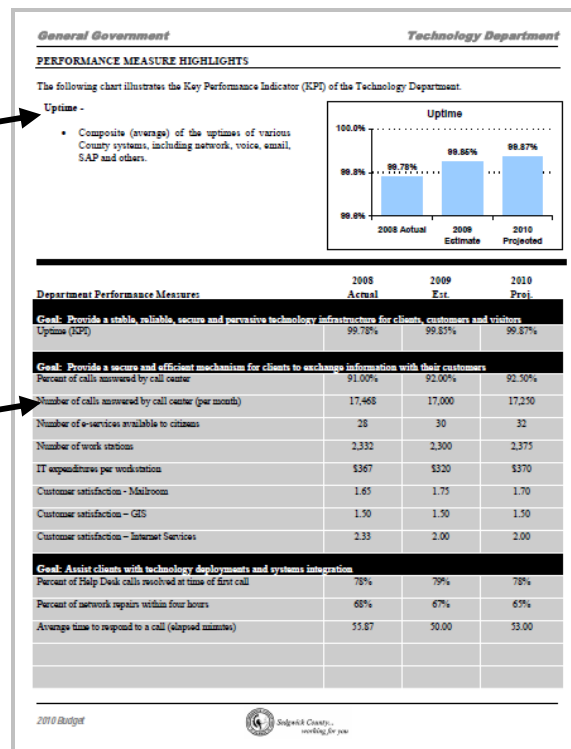 General Government Technology Department
PERFORMANCE MEASURE HIGHLIGHTS
The following chart illustrates the Key Performance Indicator (KPI) of the Technology Department.
Uptime -
• Composite (average) of the uptimes of various
County systems, including network, voice, email,
SAP and others.
Uptime
100.0%
99.8%
99.6%
99.78%
99.85%
99.87%
2008 Actual 2009 2010
Estimate Projected
2008 2009 2010
Department Performance Measures Actual Est. Proj.
Goal: Provide a stable, reliable, secure and pervasive technology infrastructure for clients, customers and visitors
Uptime (KPI) 99.78% 99.85% 99.87%
Goal: Provide a secure and efficient mechanism for clients to exchange information with their customers
Percent of calls answered by call center 91.00% 92.00% 92.50%
Number of calls answered by call center (per month) 17,468 17,000 17,250
Number of e-services available to citizens 28 30 32
Number of work stations 2,332 2,300 2,375
IT expenditures per workstation $367 $320 $370
Customer satisfaction - Mailroom 1.65 1.75 1.70
Customer satisfaction – GIS 1.50 1.50 1.50
Customer satisfaction – Internet Services 2.33 2.00 2.00
Goal: Assist clients with technology deployments and systems integration
Percent of Help Desk calls resolved at time of first call 78% 79% 78%
Percent of network repairs within four hours 68% 67% 65%
Average time to respond to a call (elapsed minutes) 55.87 50.00 53.00
2010 Budget
Sedgwick County...
working for you